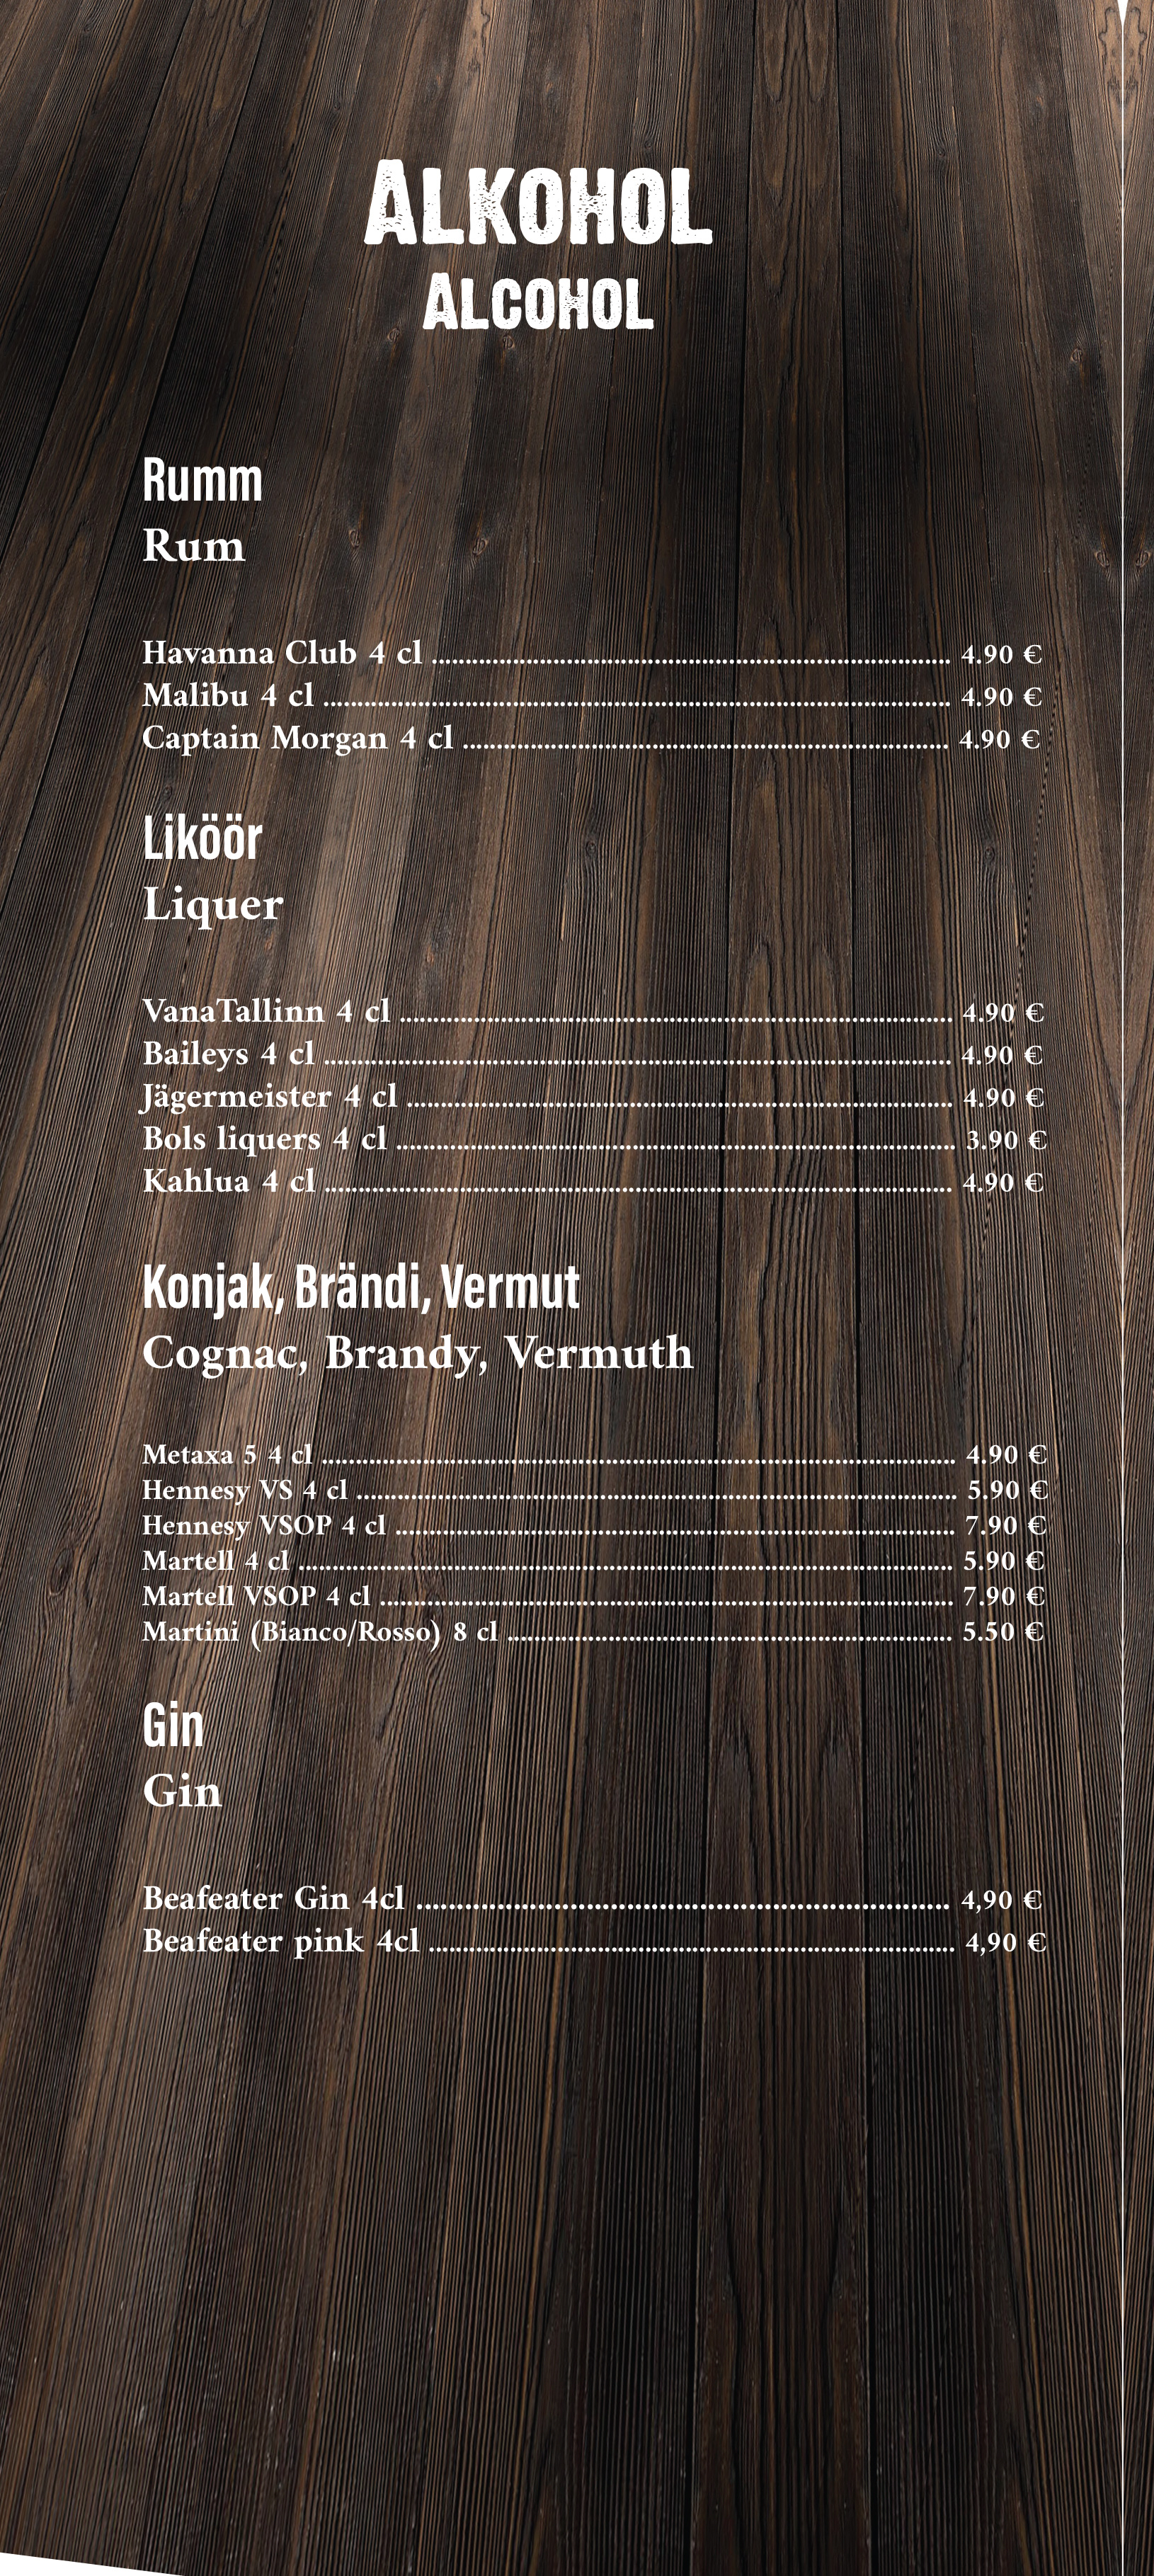 ALKOHOL
ALCOHOL
Rumm
Rum
Havanna Club 4 cl ........................ 4.90 €
Malibu 4 cl ........................ 4.90 €
Captain Morgan 4 cl ........................ 4.90 €
Liköör
Liquer
VanaTallinn 4 cl ........................ 4.90 €
Baileys 4 cl ........................ 4.90 €
Jägermeister 4 cl ........................ 4.90 €
Bols liquers 4 cl ........................ 3.90 €
Kahlua 4 cl ........................ 4.90 €
Konjak, Brändi, Vermut
Cognac, Brandy, Vermuth
Metaxa 5 4 cl ........................ 4.90 €
Hennesy VS 4 cl ........................ 5.90 €
Hennesy VSOP 4 cl ........................ 7.90 €
Martell 4 cl ........................ 5.90 €
Martell VSOP 4 cl ........................ 7.90 €
Martini (Bianco/Rosso) 8 cl ........................ 5.50 €
Gin
Gin
Beafeater Gin 4cl ........................ 4,90 €
Beafeater pink 4cl ........................ 4,90 €